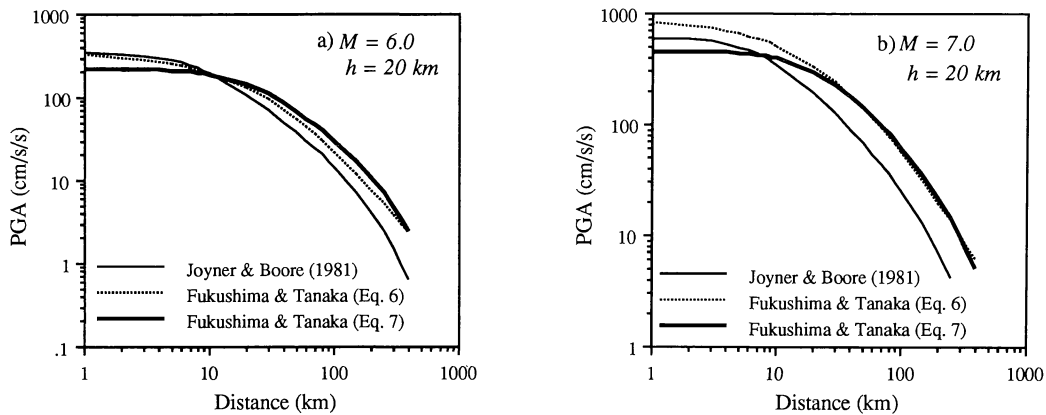 1000
100
10
1
.1
PGA (cm/s/s)
a) M = 6.0
h = 20 km
Joyner & Boore (1981)
Fukushima & Tanaka (Eq. 6)
Fukushima & Tanaka (Eq. 7)
1 10 100 1000
Distance (km)
1000
100
10
1
PGA (cm/s/s)
b) M = 7.0
h = 20 km
Joyner & Boore (1981)
Fukushima & Tanaka (Eq. 6)
Fukushima & Tanaka (Eq. 7)
1 10 100 1000
Distance (km)